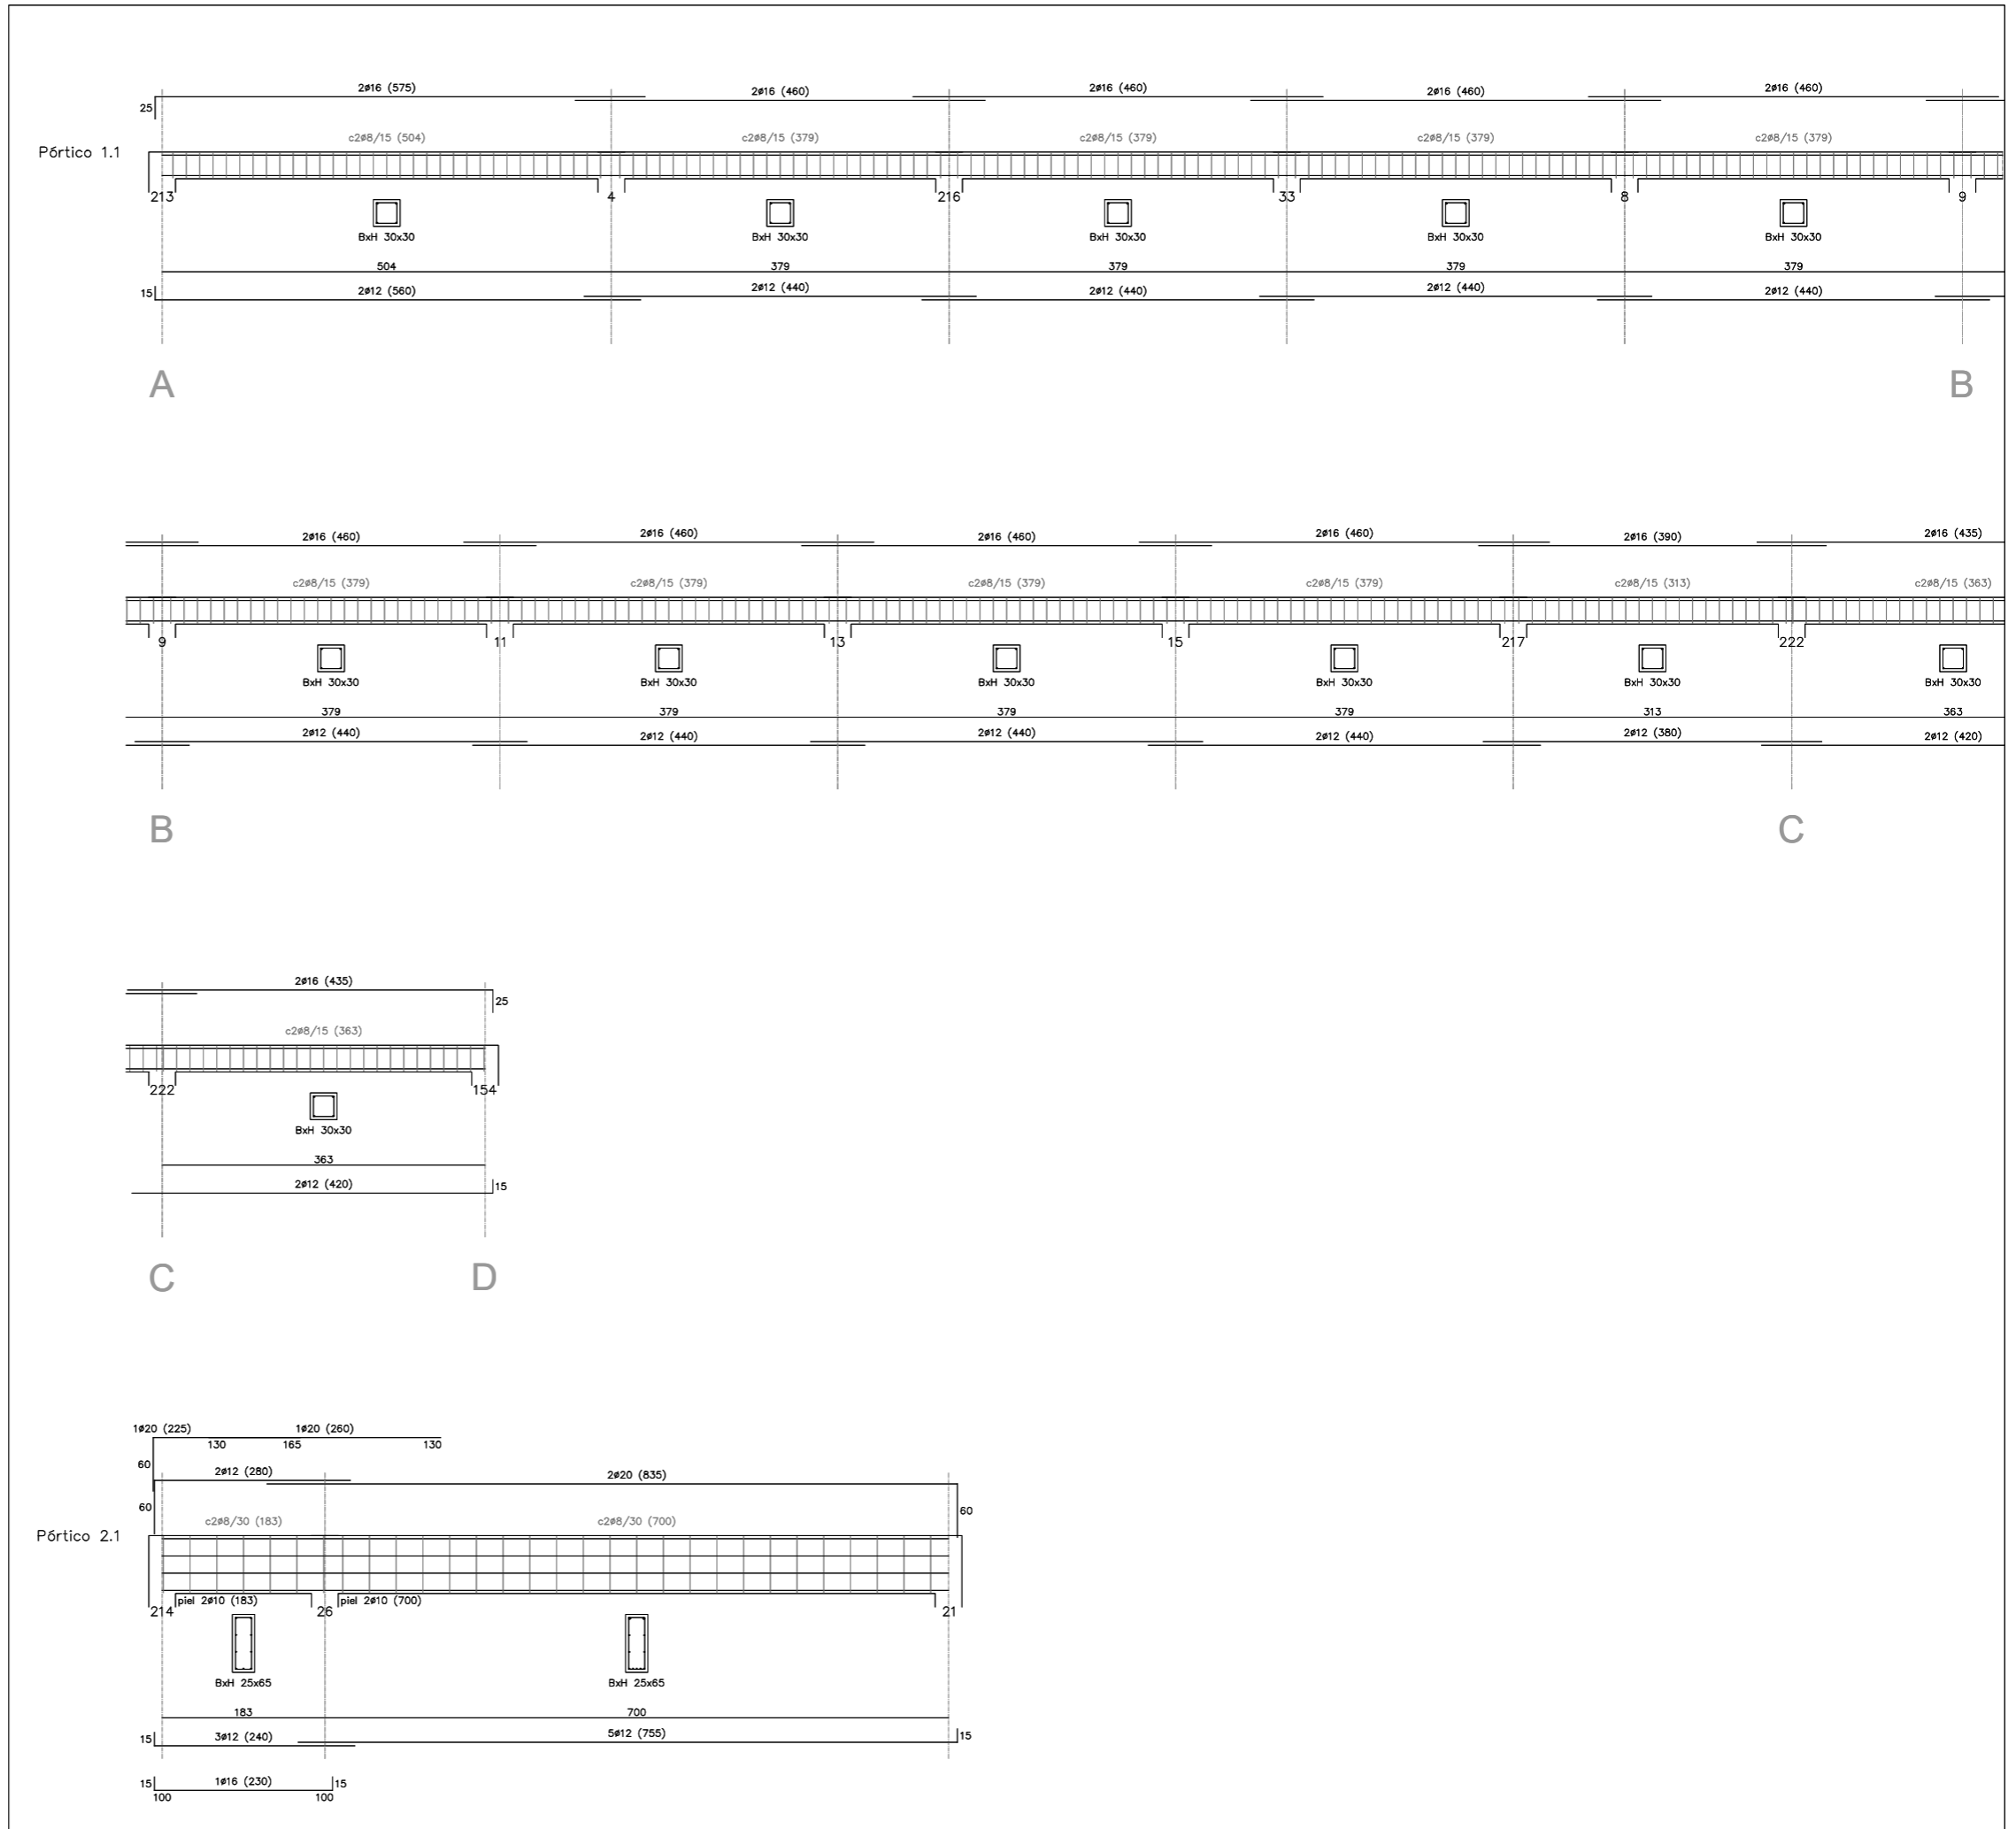 2ø16 (575) 2ø16 (460) 2ø16 (460) 2ø16 (460) 2ø16 (460)
25
c2ø8/15 (504) c2ø8/15 (379) c2ø8/15 (379) c2ø8/15 (379) c2ø8/15 (379)
Pórtico 1.1
213 4 216 33 8 9
BxH 30x30 BxH 30x30 BxH 30x30 BxH 30x30 BxH 30x30
504 379 379 379 379
15 2ø12 (560) 2ø12 (440) 2ø12 (440) 2ø12 (440) 2ø12 (440)
A B
2ø16 (460) 2ø16 (460) 2ø16 (460) 2ø16 (460) 2ø16 (390) 2ø16 (435)
c2ø8/15 (379) c2ø8/15 (379) c2ø8/15 (379) c2ø8/15 (379) c2ø8/15 (313) c2ø8/15 (363)
9 11 13 15 217 222
BxH 30x30 BxH 30x30 BxH 30x30 BxH 30x30 BxH 30x30 BxH 30x30
379 379 379 379 313 363
2ø12 (440) 2ø12 (440) 2ø12 (440) 2ø12 (440) 2ø12 (380) 2ø12 (420)
B C
2ø16 (435)
25
c2ø8/15 (363)
222 154
BxH 30x30
363
2ø12 (420) 15
C D
1ø20 (225) 1ø20 (260)
130 165 130
60 2ø12 (280) 2ø20 (835)
60 60
c2ø8/30 (183) c2ø8/30 (700)
Pórtico 2.1
piel 2ø10 (183) piel 2ø10 (700)
214 26 21
BxH 25x65 BxH 25x65
183 700
15 3ø12 (240) 5ø12 (755) 15
15 1ø16 (230) 15
100 100